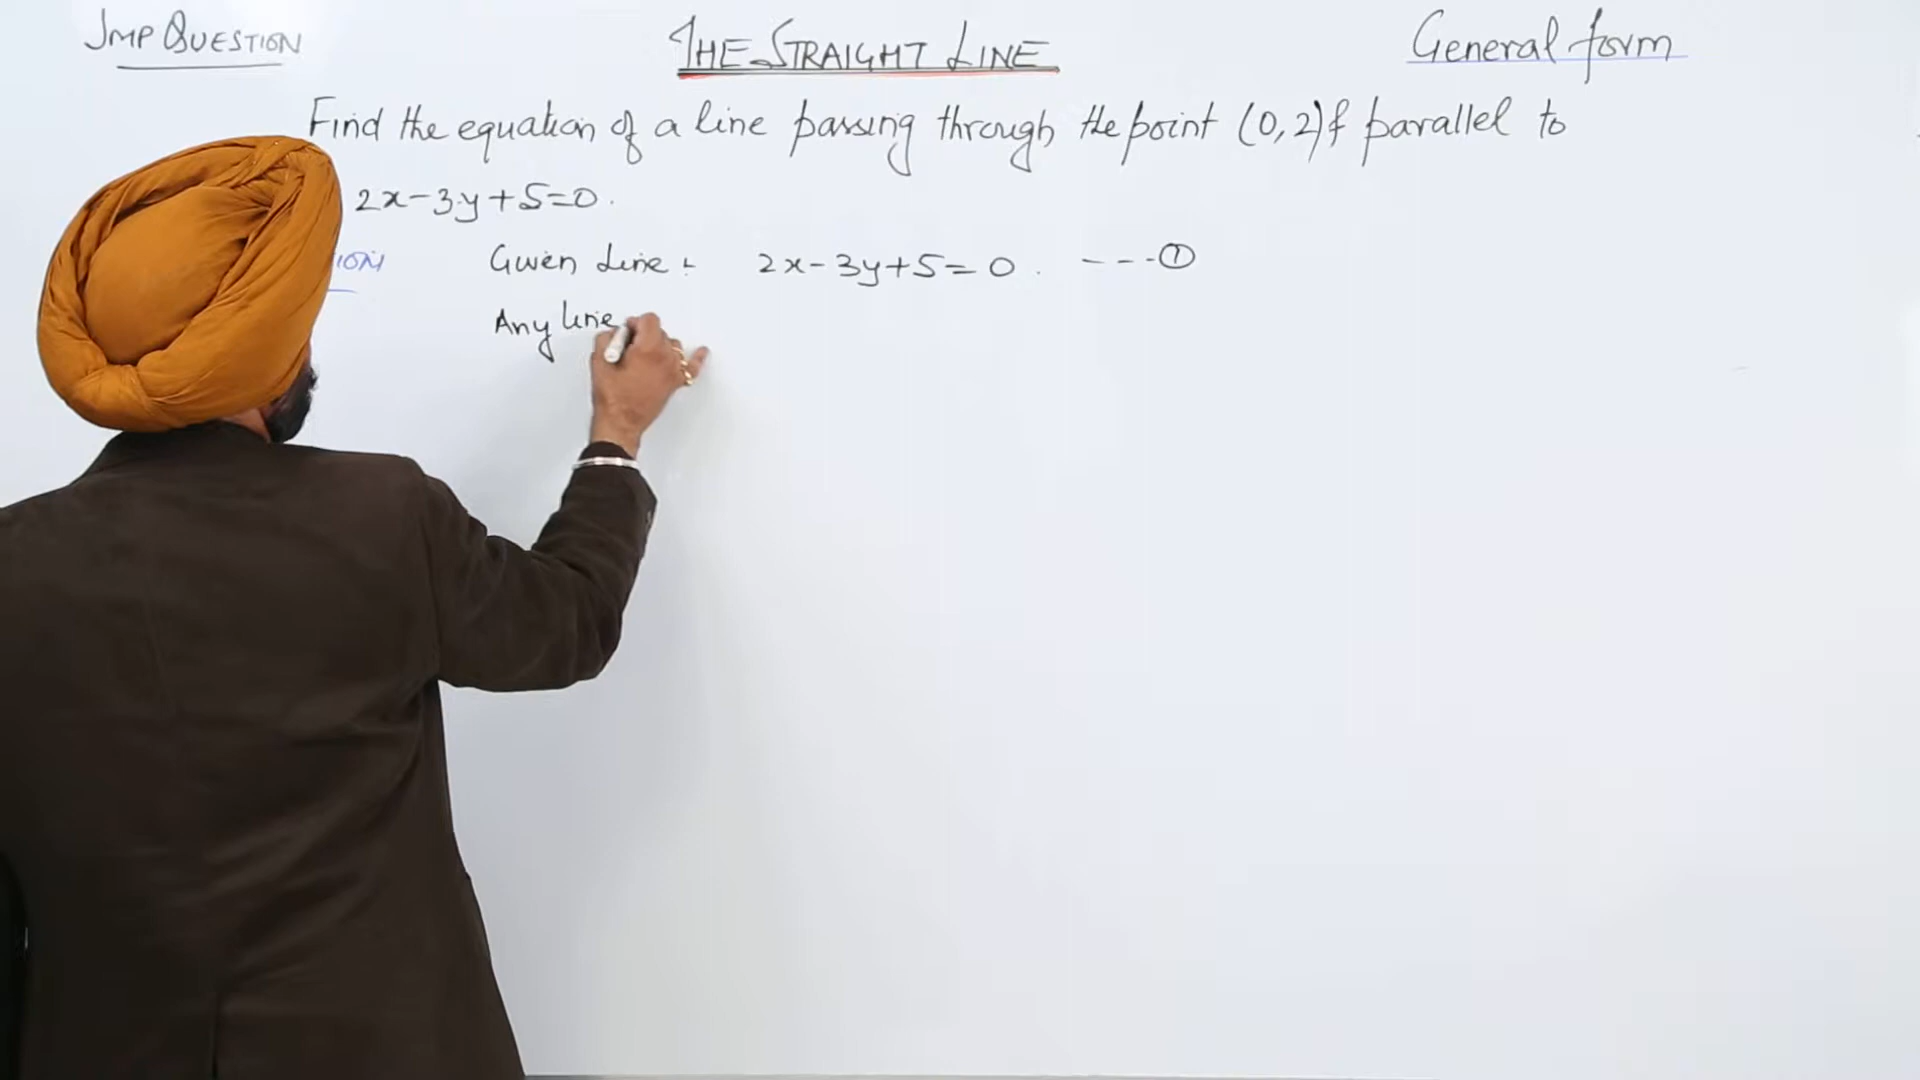 IMP QUESTION
THE STRAIGHT LINE
General form
Find the equation of a line passing through the point (0,2) & parallel to
2x-3y+5=0.
Given Line: 2x-3y+5=0. ---①
Any line